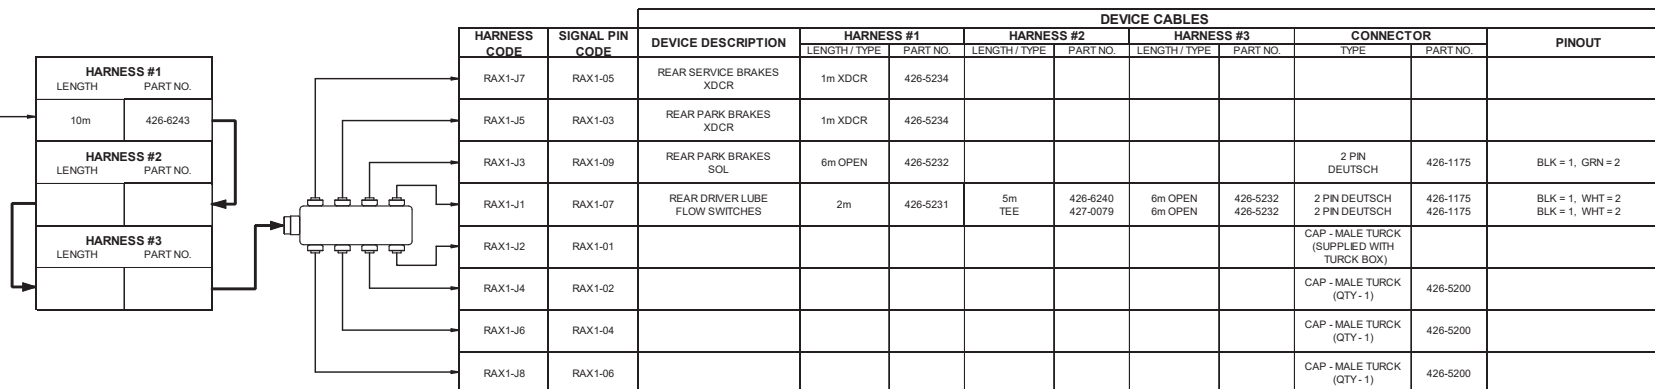 DEVICE CABLES
HARNESS CODE SIGNAL PIN CODE DEVICE DESCRIPTION HARNESS #1 HARNESS #2 HARNESS #3 CONNECTOR PINOUT
LENGTH / TYPE PART NO. LENGTH / TYPE PART NO. LENGTH / TYPE PART NO. TYPE PART NO.
HARNESS #1
LENGTH PART NO.
10m 426-6243
HARNESS #2
LENGTH PART NO.
HARNESS #3
LENGTH PART NO.
RAX1-J7 RAX1-05 REAR SERVICE BRAKES 1m XDCR 426-5234
XDCR
RAX1-J5 RAX1-03 REAR PARK BRAKES 1m XDCR 426-5234
XDCR
RAX1-J3 RAX1-09 REAR PARK BRAKES 6m OPEN 426-5232 2 PIN 426-1175 BLK = 1, GRN = 2
SOL DEUTSCH
RAX1-J1 RAX1-07 REAR DRIVER LUBE 2m 426-5231 5m 426-6240 6m OPEN 426-5232 2 PIN DEUTSCH 426-1175 BLK = 1, WHT = 2
FLOW SWITCHES TEE 427-0079 6m OPEN 426-5232 2 PIN DEUTSCH 426-1175 BLK = 1, WHT = 2
RAX1-J2 RAX1-01 CAP - MALE TURCK
(SUPPLIED WITH
TURCK BOX)
RAX1-J4 RAX1-02 CAP - MALE TURCK 426-5200
(QTY - 1)
RAX1-J6 RAX1-04 CAP - MALE TURCK 426-5200
(QTY - 1)
RAX1-J8 RAX1-06 CAP - MALE TURCK 426-5200
(QTY - 1)